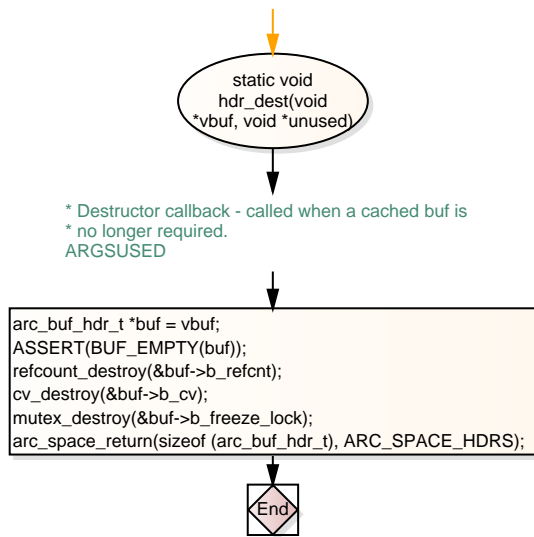 static void
hdr_dest(void
*vbuf, void *unused)
* Destructor callback - called when a cached buf is
* no longer required.
ARGSUSED
arc_buf_hdr_t *buf = vbuf;
ASSERT(BUF_EMPTY(buf));
refcount_destroy(&buf->b_refcnt);
cv_destroy(&buf->b_cv);
mutex_destroy(&buf->b_freeze_lock);
arc_space_return(sizeof (arc_buf_hdr_t), ARC_SPACE_HDRS);
End